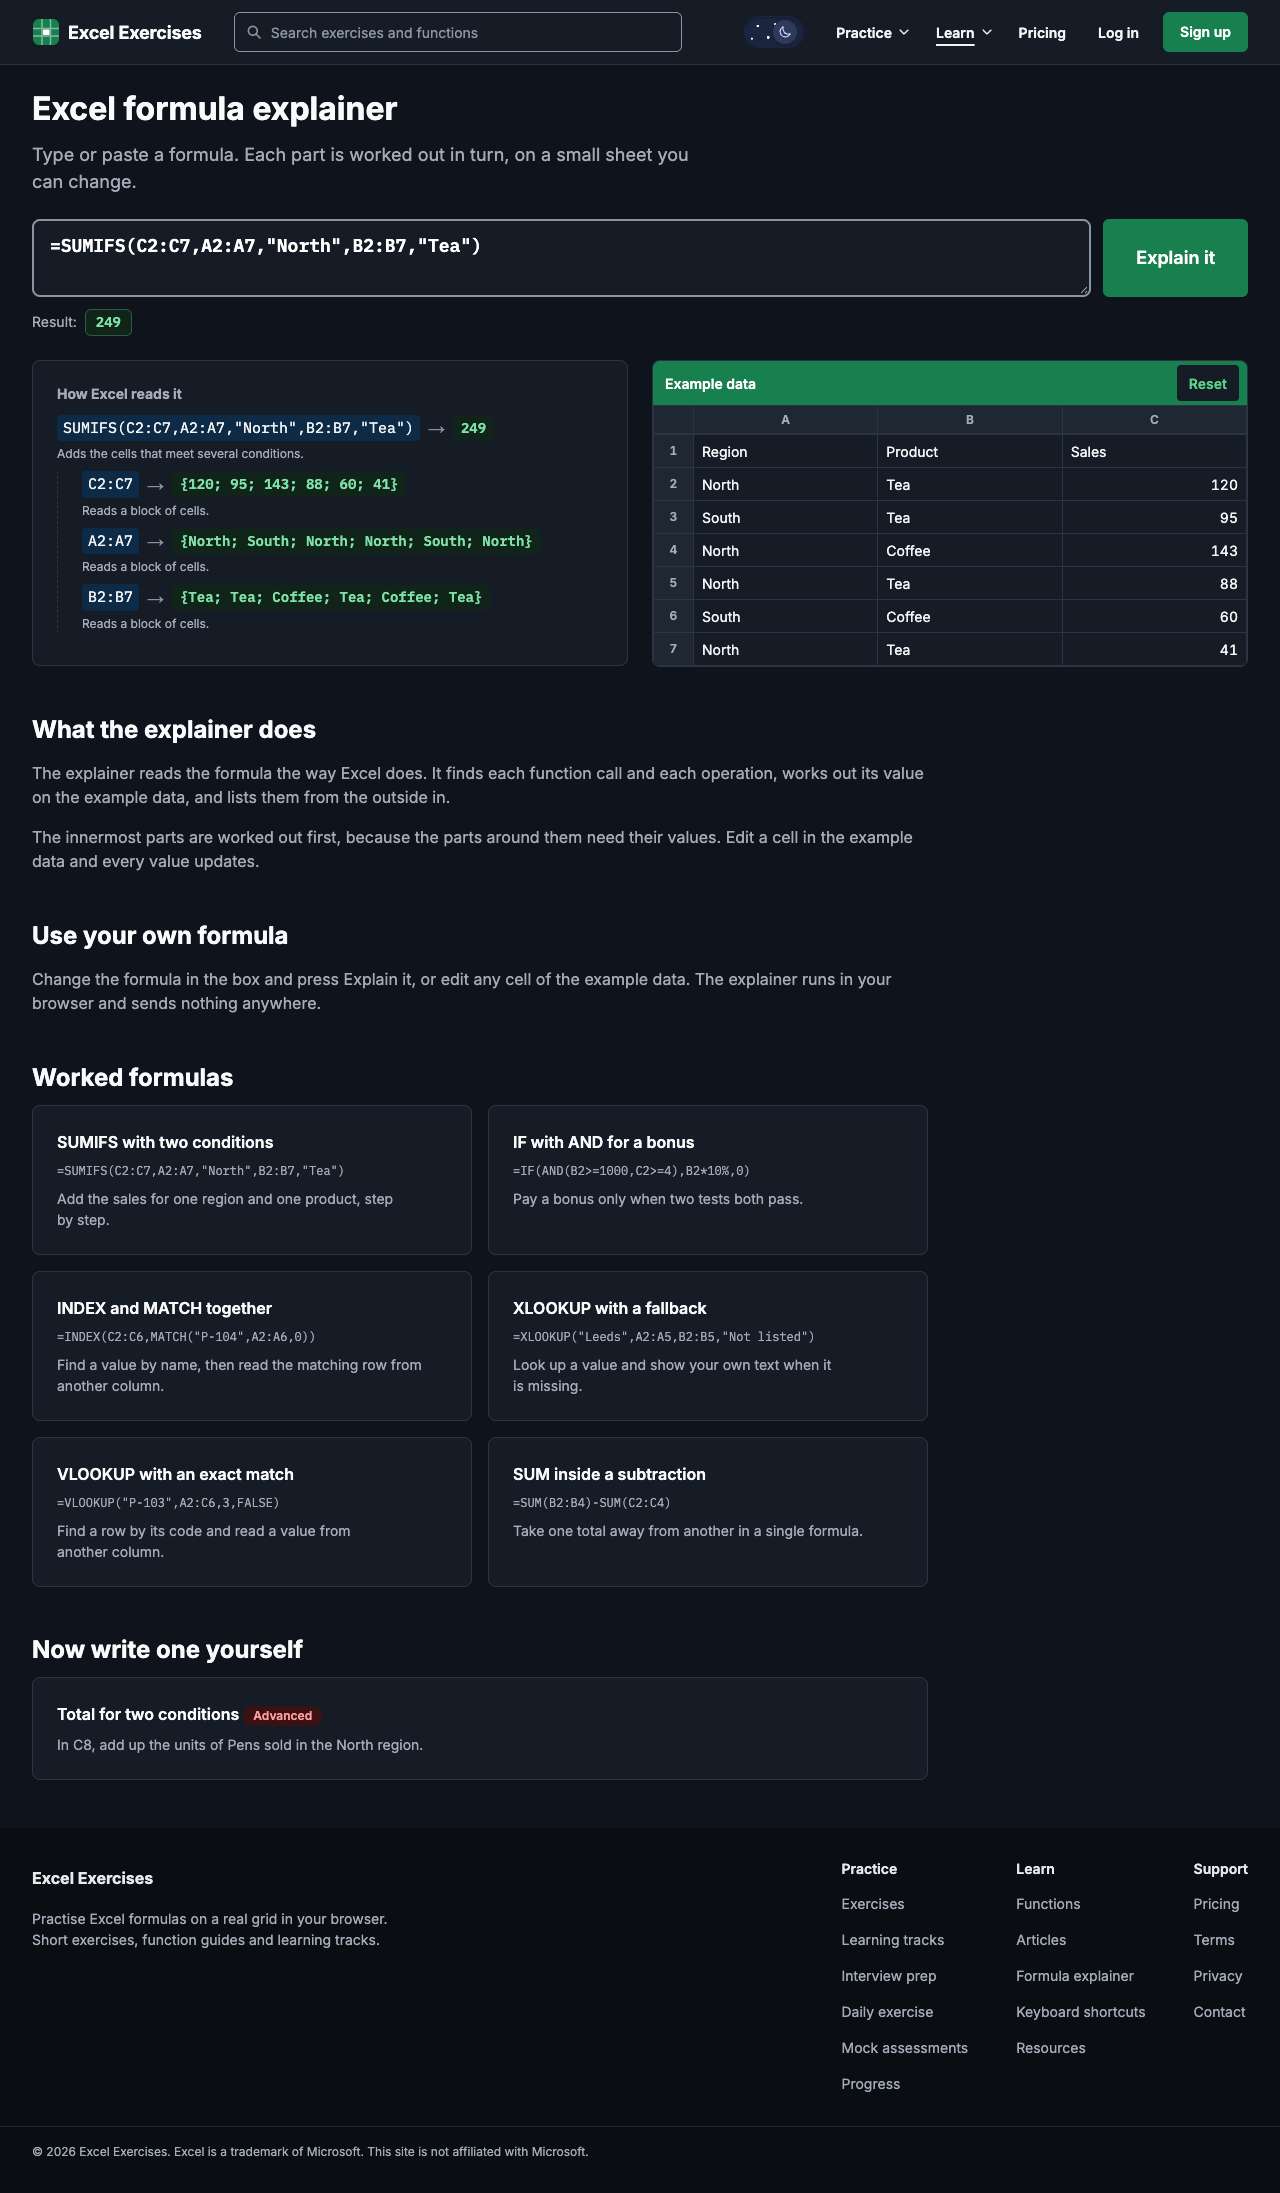 Excel Exercises
Search exercises and functions
Practice
Learn
Pricing
Log in
Sign up
Excel formula explainer
Type or paste a formula. Each part is worked out in turn, on a small sheet you
can change.
=SUMIFS(C2:C7,A2:A7,"North",B2:B7,"Tea")
Explain it
Result: 249
How Excel reads it
SUMIFS(C2:C7,A2:A7,"North",B2:B7,"Tea") → 249
Adds the cells that meet several conditions.
C2:C7 → {120; 95; 143; 88; 60; 41}
Reads a block of cells.
A2:A7 → {North; South; North; North; South; North}
Reads a block of cells.
B2:B7 → {Tea; Tea; Coffee; Tea; Coffee; Tea}
Reads a block of cells.
Example data
Reset
A B C
1 Region Product Sales
2 North Tea 120
3 South Tea 95
4 North Coffee 143
5 North Tea 88
6 South Coffee 60
7 North Tea 41
What the explainer does
The explainer reads the formula the way Excel does. It finds each function call and each operation, works out its value
on the example data, and lists them from the outside in.
The innermost parts are worked out first, because the parts around them need their values. Edit a cell in the example
data and every value updates.
Use your own formula
Change the formula in the box and press Explain it, or edit any cell of the example data. The explainer runs in your
browser and sends nothing anywhere.
Worked formulas
SUMIFS with two conditions
=SUMIFS(C2:C7,A2:A7,"North",B2:B7,"Tea")
Add the sales for one region and one product, step
by step.
IF with AND for a bonus
=IF(AND(B2>=1000,C2>=4),B2*10%,0)
Pay a bonus only when two tests both pass.
INDEX and MATCH together
=INDEX(C2:C6,MATCH("P-104",A2:A6,0))
Find a value by name, then read the matching row from
another column.
XLOOKUP with a fallback
=XLOOKUP("Leeds",A2:A5,B2:B5,"Not listed")
Look up a value and show your own text when it
is missing.
VLOOKUP with an exact match
=VLOOKUP("P-103",A2:C6,3,FALSE)
Find a row by its code and read a value from
another column.
SUM inside a subtraction
=SUM(B2:B4)-SUM(C2:C4)
Take one total away from another in a single formula.
Now write one yourself
Total for two conditions Advanced
In C8, add up the units of Pens sold in the North region.
Excel Exercises
Practise Excel formulas on a real grid in your browser.
Short exercises, function guides and learning tracks.
Practice
Exercises
Learning tracks
Interview prep
Daily exercise
Mock assessments
Progress
Learn
Functions
Articles
Formula explainer
Keyboard shortcuts
Resources
Support
Pricing
Terms
Privacy
Contact
© 2026 Excel Exercises. Excel is a trademark of Microsoft. This site is not affiliated with Microsoft.